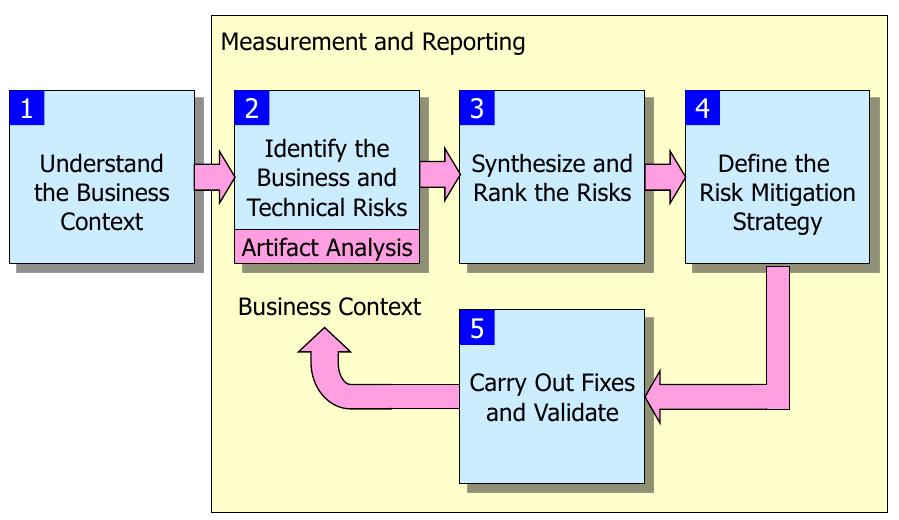 Measurement and Reporting
1
Understand
the Business
Context
2
Identify the
Business and
Technical Risks
Artifact Analysis
3
Synthesize and
Rank the Risks
4
Define the
Risk Mitigation
Strategy
Business Context
5
Carry Out Fixes
and Validate